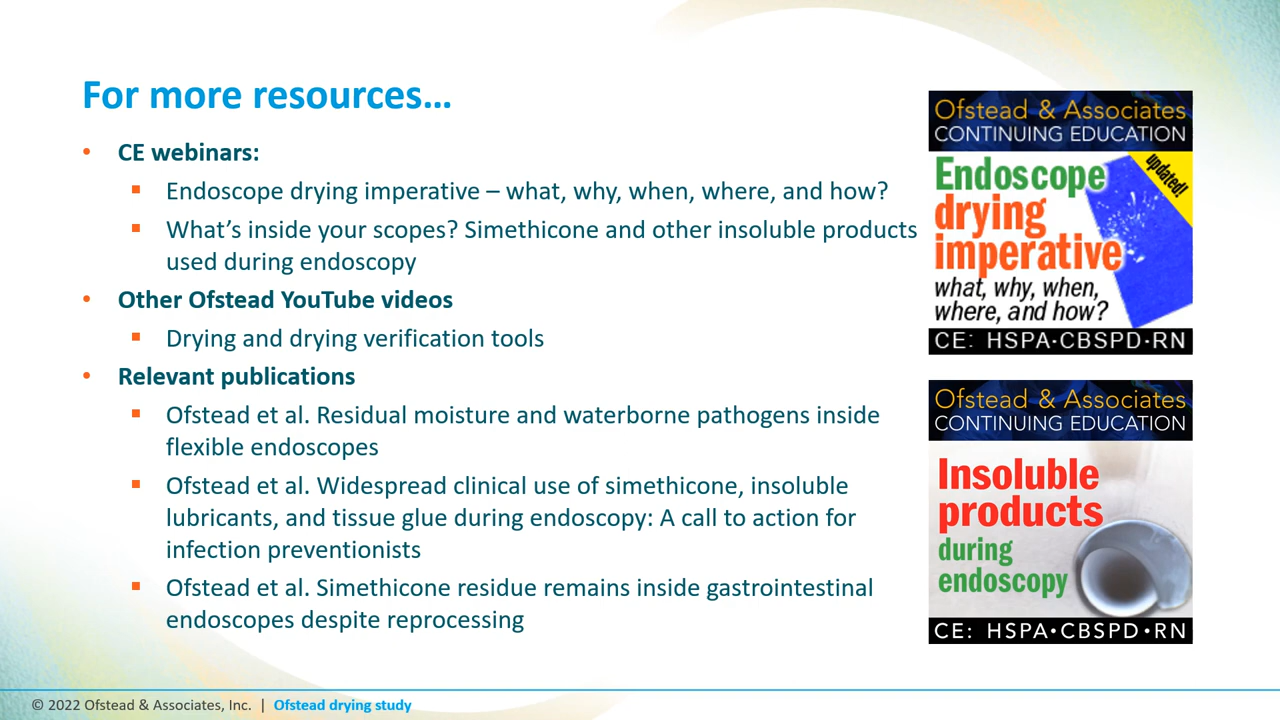 For more resources...
• CE webinars:
▪ Endoscope drying imperative – what, why, when, where, and how?
▪ What’s inside your scopes? Simethicone and other insoluble products
used during endoscopy
• Other Ofstead YouTube videos
▪ Drying and drying verification tools
• Relevant publications
▪ Ofstead et al. Residual moisture and waterborne pathogens inside
flexible endoscopes
▪ Ofstead et al. Widespread clinical use of simethicone, insoluble
lubricants, and tissue glue during endoscopy: A call to action for
infection preventionists
▪ Ofstead et al. Simethicone residue remains inside gastrointestinal
endoscopes despite reprocessing
Ofstead & Associates
CONTINUING EDUCATION
updated!
Endoscope
drying
imperative
what, why, when,
where, and how?
CE: HSPA•CBSPD•RN
Ofstead & Associates
CONTINUING EDUCATION
Insoluble
products
during
endoscopy
CE: HSPA•CBSPD•RN
© 2022 Ofstead & Associates, Inc. | Ofstead drying study